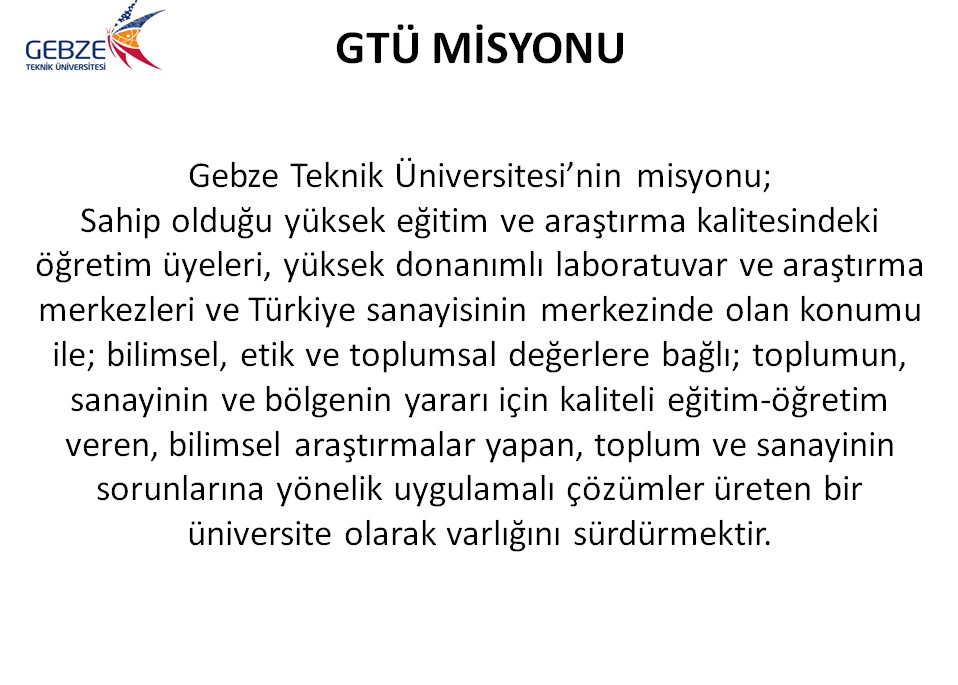 GEBZE
TEKNİK ÜNİVERSİTESİ
GTÜ MİSYONU
Gebze Teknik Üniversitesi’nin misyonu;
Sahip olduğu yüksek eğitim ve araştırma kalitesindeki
öğretim üyeleri, yüksek donanımlı laboratuvar ve araştırma
merkezleri ve Türkiye sanayisinin merkezinde olan konumu
ile; bilimsel, etik ve toplumsal değerlere bağlı; toplumun,
sanayinin ve bölgenin yararı için kaliteli eğitim-öğretim
veren, bilimsel araştırmalar yapan, toplum ve sanayinin
sorunlarına yönelik uygulamalı çözümler üreten bir
üniversite olarak varlığını sürdürmektir.